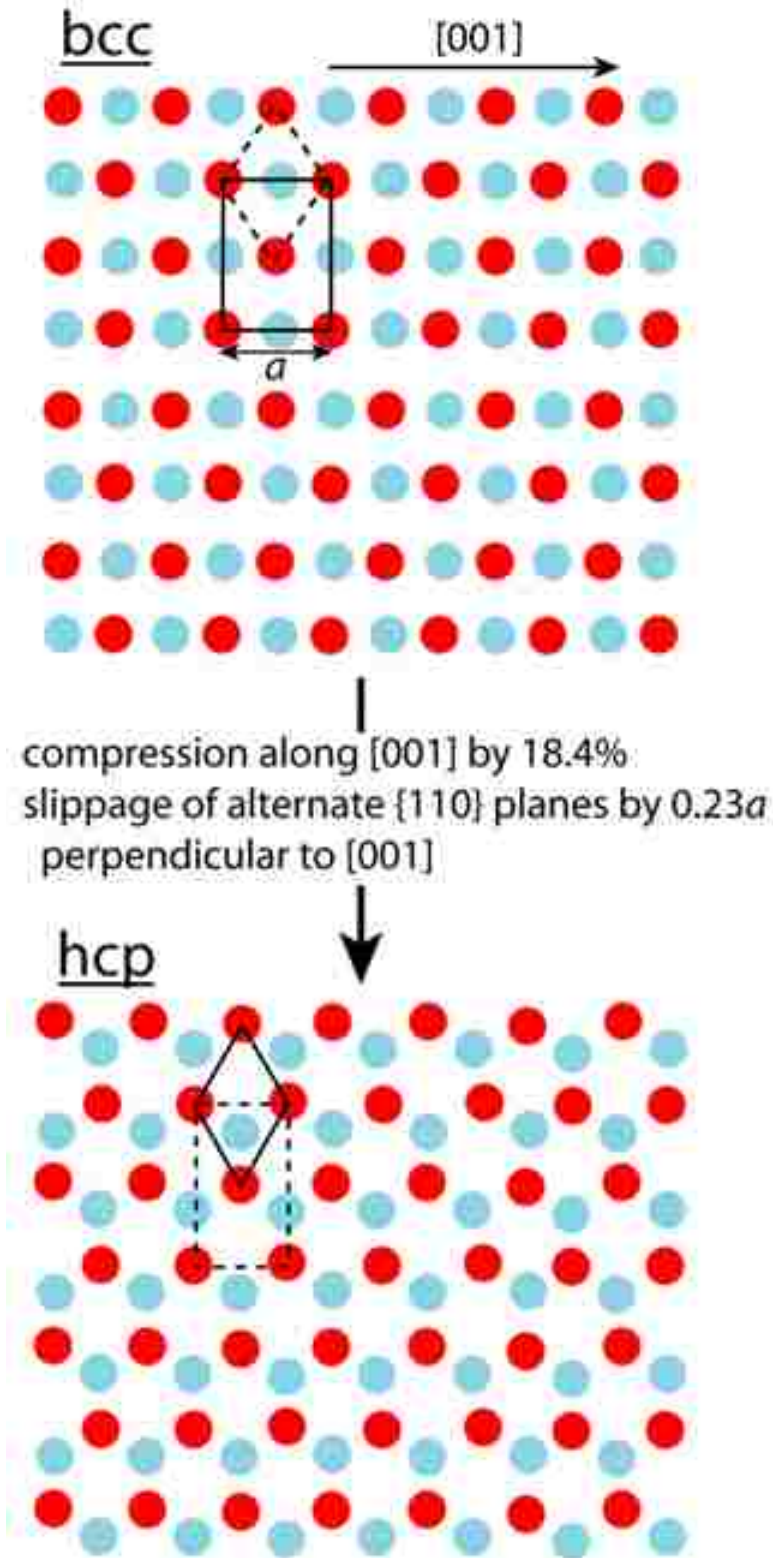 bcc
[001]
a
compression along [001] by 18.4%
slippage of alternate {110} planes by 0.23a
perpendicular to [001]
hcp